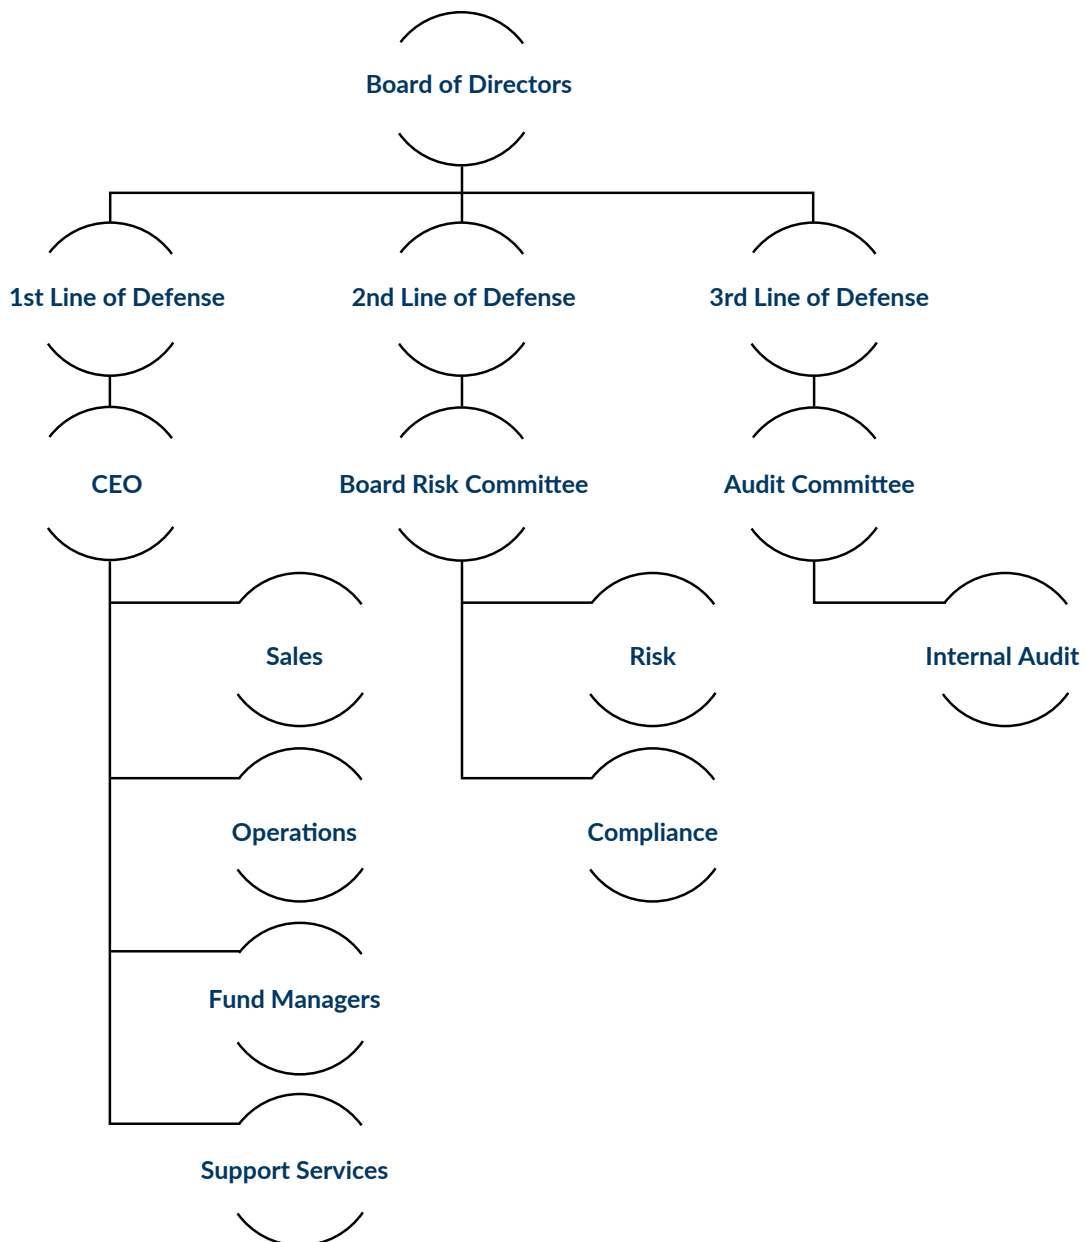 Board of Directors
1st Line of Defense
2nd Line of Defense
3rd Line of Defense
CEO
Board Risk Committee
Audit Committee
Sales
Risk
Internal Audit
Operations
Compliance
Fund Managers
Support Services